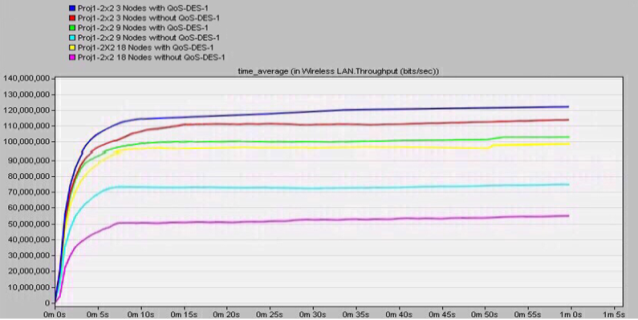 Proj1-2x2 3 Nodes with QoS-DES-1
Proj1-2x2 3 Nodes without QoS-DES-1
Proj1-2x2 9 Nodes with QoS-DES-1
Proj1-2x2 9 Nodes without QoS-DES-1
Proj1-2X2 18 Nodes with QoS-DES-1
Proj1-2x2 18 Nodes without QoS-DES-1
time_average (in Wireless LAN.Throughput (bits/sec))
140,000,000
130,000,000
120,000,000
110,000,000
100,000,000
90,000,000
80,000,000
70,000,000
60,000,000
50,000,000
40,000,000
30,000,000
20,000,000
10,000,000
0
0m 0s 0m 5s 0m 10s 0m 15s 0m 20s 0m 25s 0m 30s 0m 35s 0m 40s 0m 45s 0m 50s 0m 55s 1m 0s 1m 5s